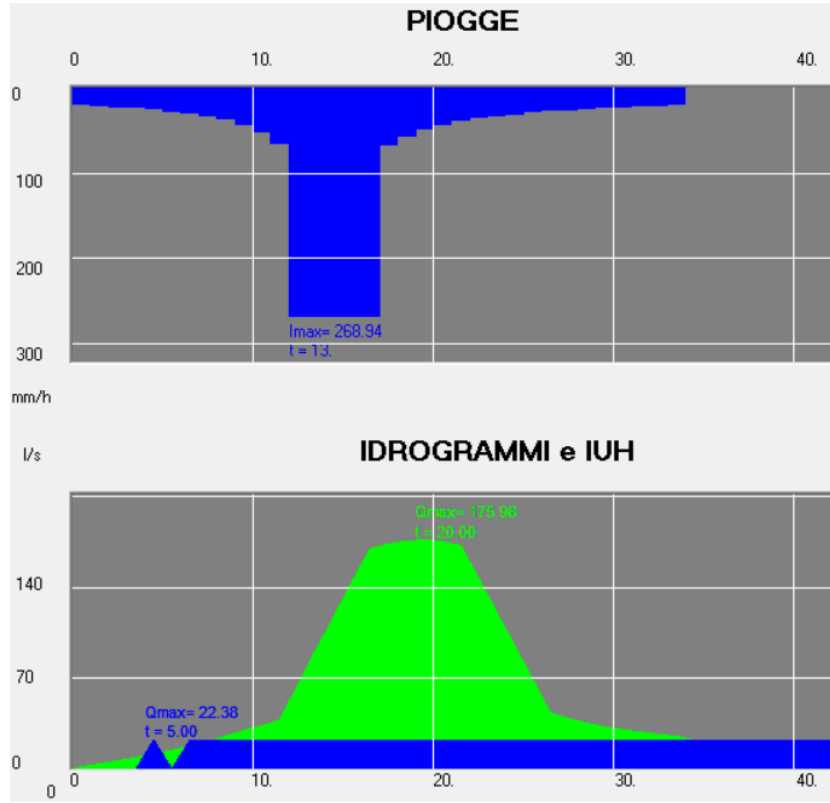 PIOGGE
0 10. 20. 30. 40.
0
100
200
Imax= 268.94
t = 13.
300
mm/h
l/s
IDROGRAMMI e IUH
Qmax= 175.96
t = 20.00
140
70
Qmax= 22.38
t = 5.00
0
0 10. 20. 30. 40.
0